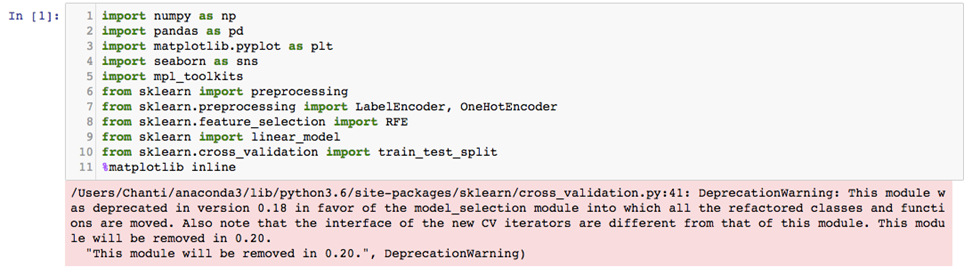 In [1]:
1 import numpy as np
2 import pandas as pd
3 import matplotlib.pyplot as plt
4 import seaborn as sns
5 import mpl_toolkits
6 from sklearn import preprocessing
7 from sklearn.preprocessing import LabelEncoder, OneHotEncoder
8 from sklearn.feature_selection import RFE
9 from sklearn import linear_model
10 from sklearn.cross_validation import train_test_split
11 %matplotlib inline
/Users/Chanti/anaconda3/lib/python3.6/site-packages/sklearn/cross_validation.py:41: DeprecationWarning: This module w
as deprecated in version 0.18 in favor of the model_selection module into which all the refactored classes and functi
ons are moved. Also note that the interface of the new CV iterators are different from that of this module. This modu
le will be removed in 0.20.
"This module will be removed in 0.20.", DeprecationWarning)